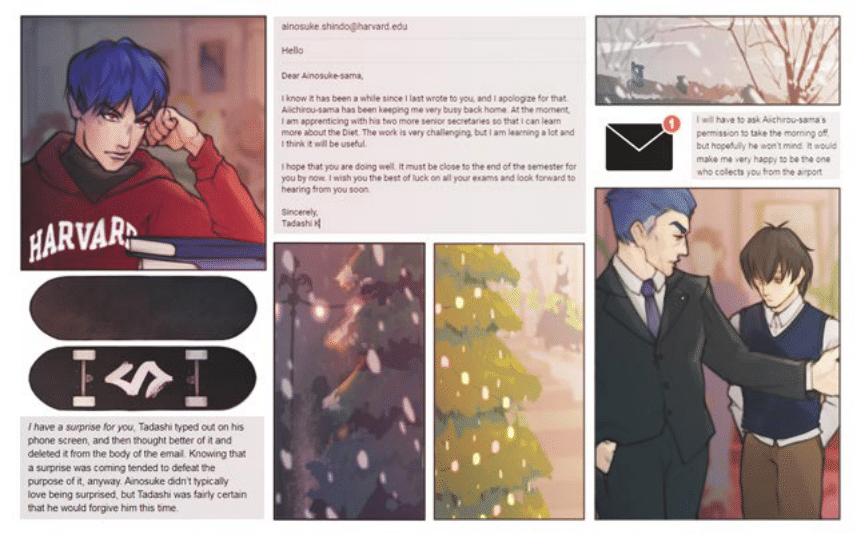 HARVARD
ainosuke.shindo@harvard.edu
Hello
Dear Ainosuke-sama,
I know it has been a while since I last wrote to you, and I apologize for that.
Aiichirou-sama has been keeping me very busy back home. At the moment,
I am apprenticing with his two more senior secretaries so that I can learn
more about the Diet. The work is very challenging, but I am learning a lot and
I think it will be useful.
I hope that you are doing well. It must be close to the end of the semester for
you by now. I wish you the best of luck on all your exams and look forward to
hearing from you soon.
Sincerely,
Tadashi K
1
I will have to ask Aiichirou-sama's
permission to take the morning off,
but hopefully he won't mind. It would
make me very happy to be the one
who collects you from the airport
I have a surprise for you, Tadashi typed out on his
phone screen, and then thought better of it and
deleted it from the body of the email. Knowing that
a surprise was coming tended to defeat the
purpose of it, anyway. Ainosuke didn't typically
love being surprised, but Tadashi was fairly certain
that he would forgive him this time.